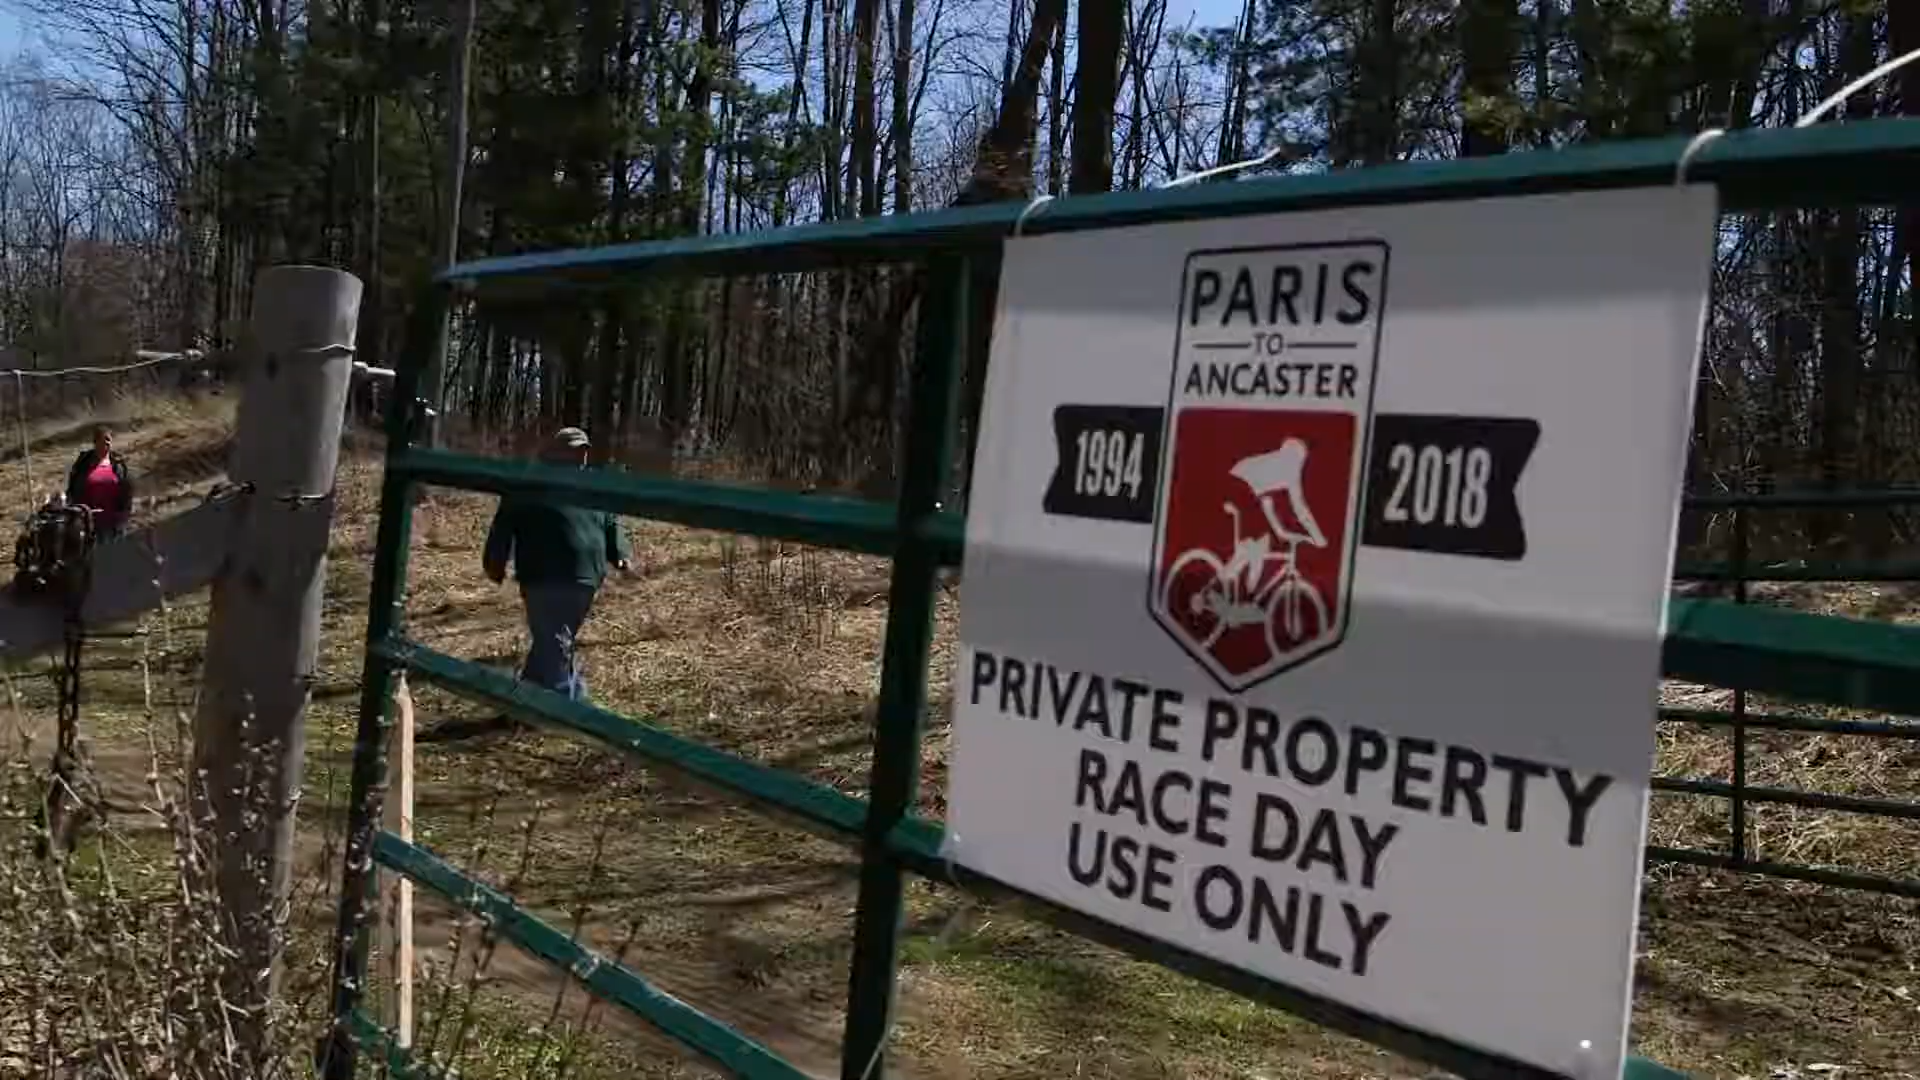 PARIS
TO
ANCASTER
1994 2018
PRIVATE PROPERTY
RACE DAY
USE ONLY